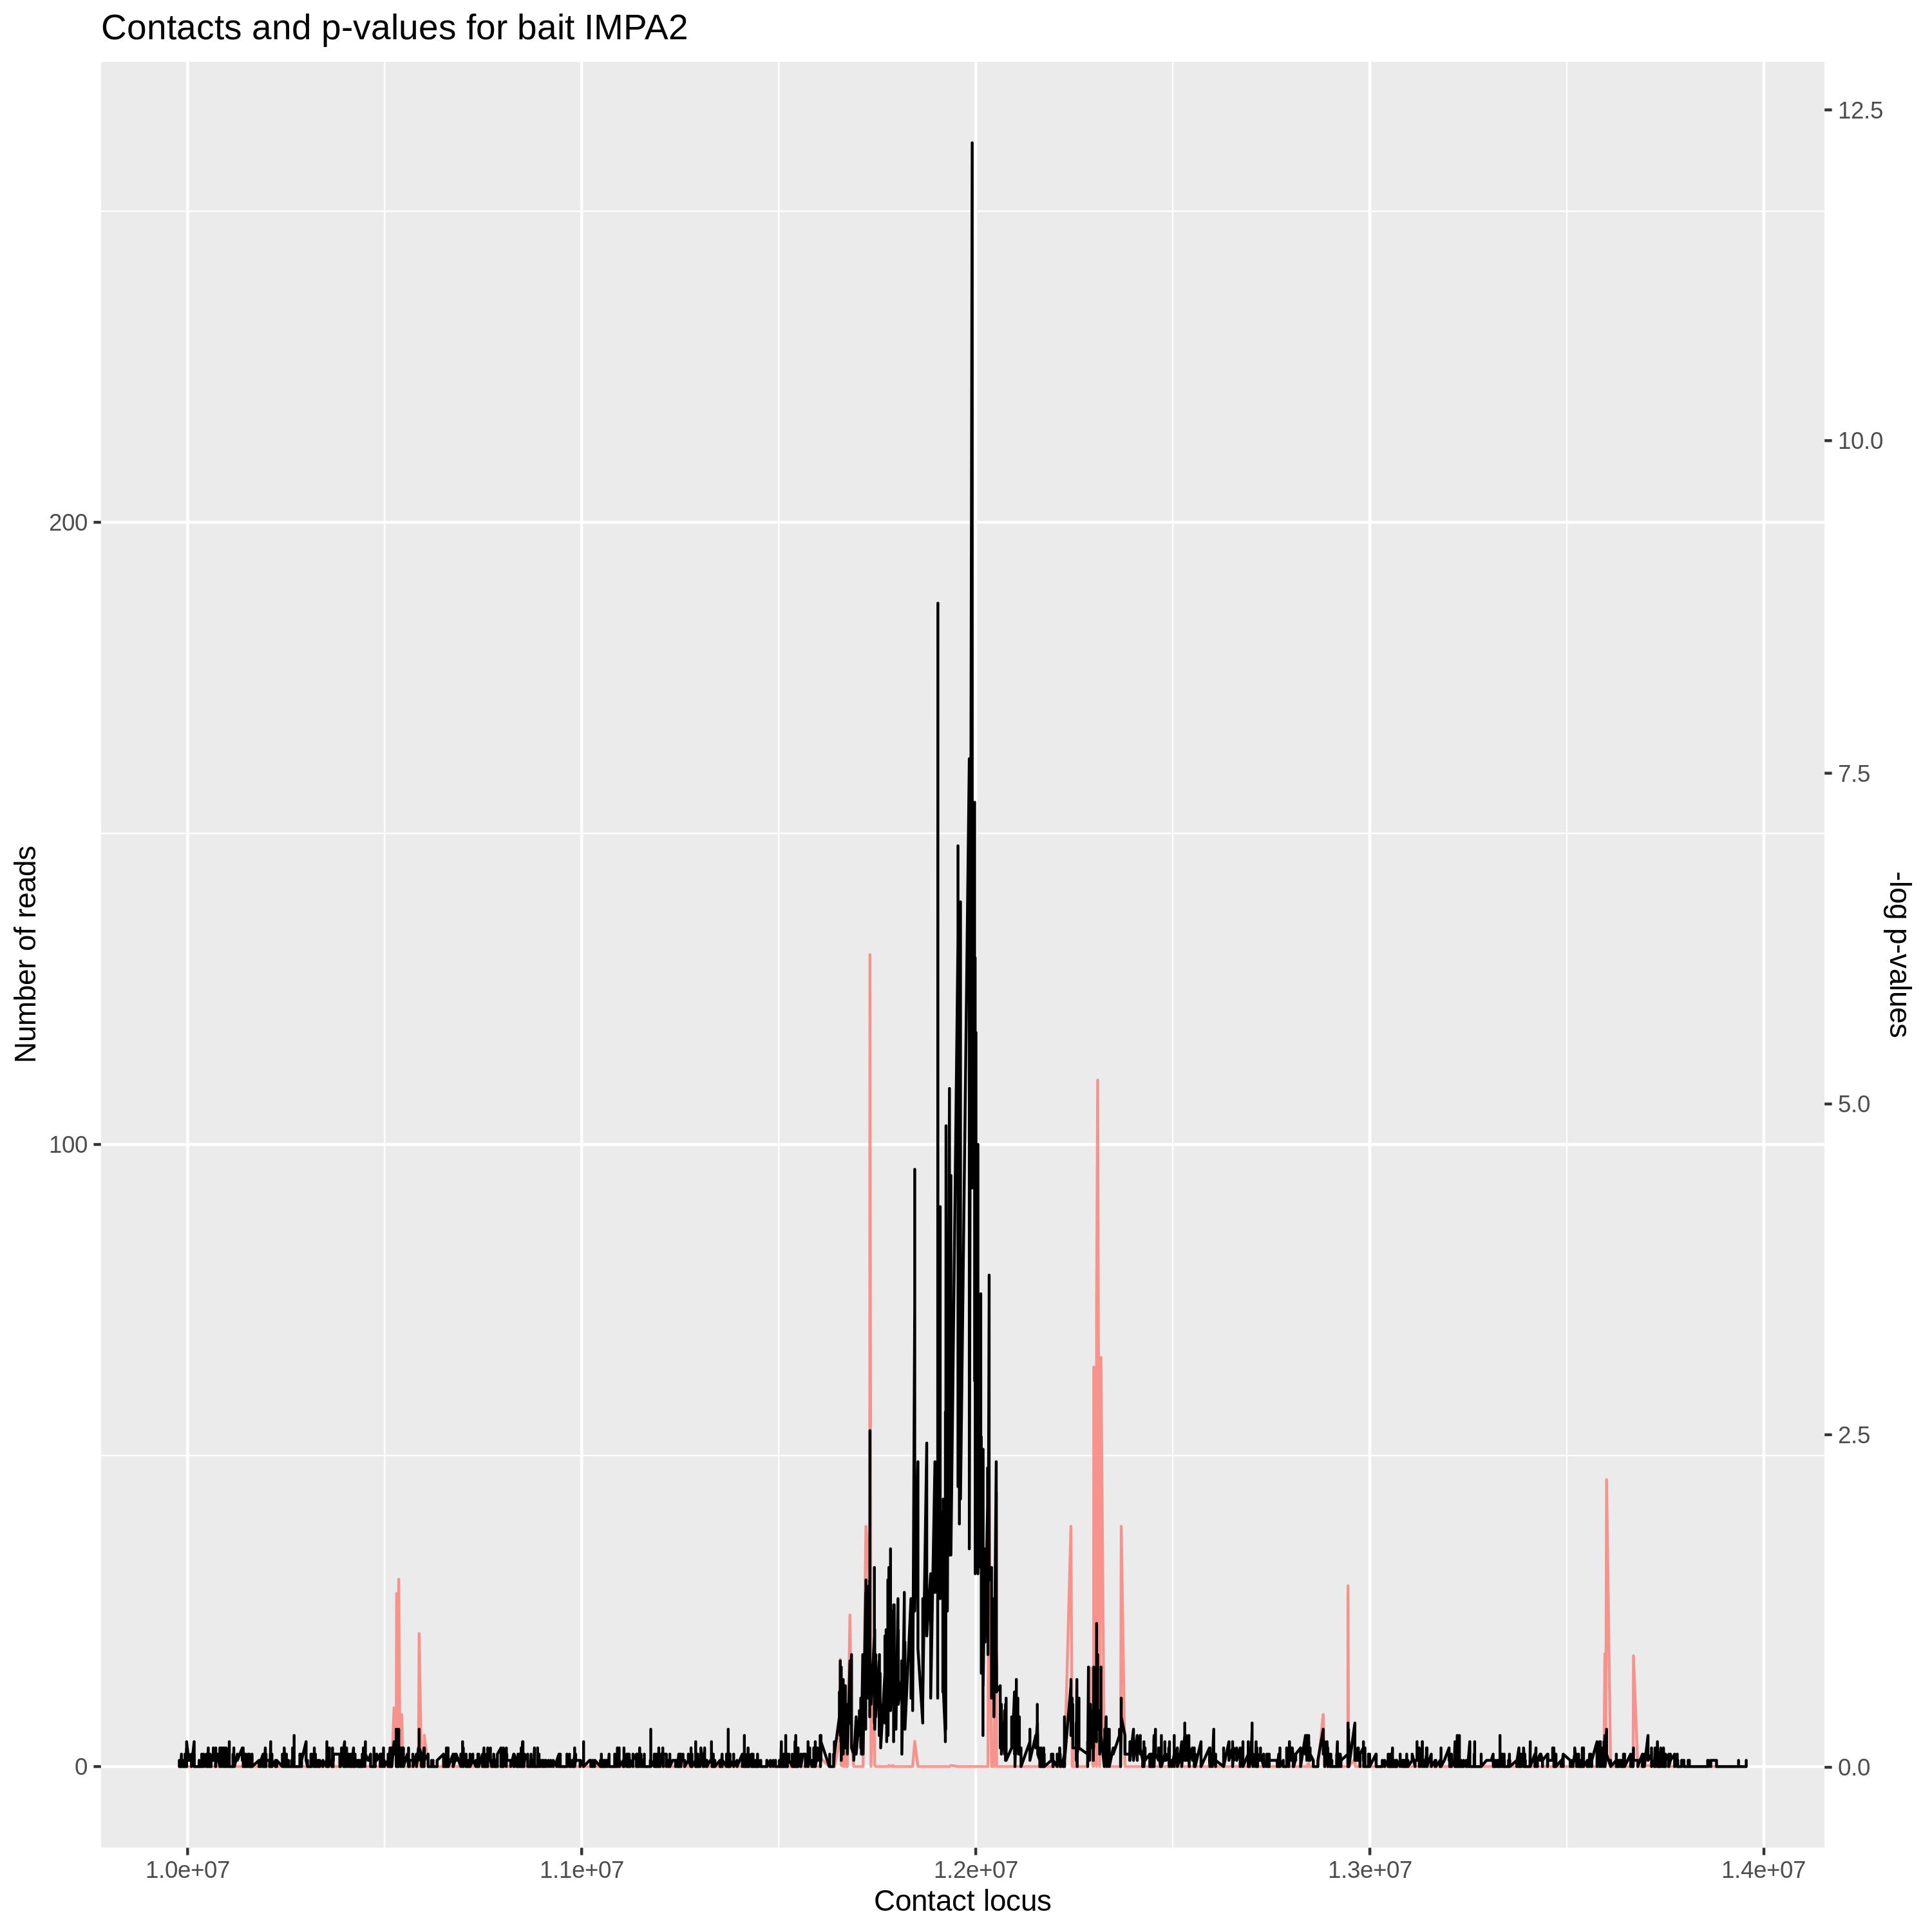 Contacts and p-values for bait IMPA2
12.5
10.0
200
7.5
Number of reads
-log p-values
5.0
100
2.5
0
0.0
1.0e+07
1.1e+07
1.2e+07
1.3e+07
1.4e+07
Contact locus